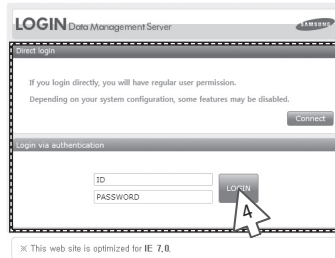 LOGIN Data Management Server
SAMSUNG
Direct login
If you login directly, you will have regular user permission.
Depending on your system configuration, some features may be disabled.
Connect
Login via authentication
ID
PASSWORD
LOGIN
4
※ This web site is optimized for IE 7,0,